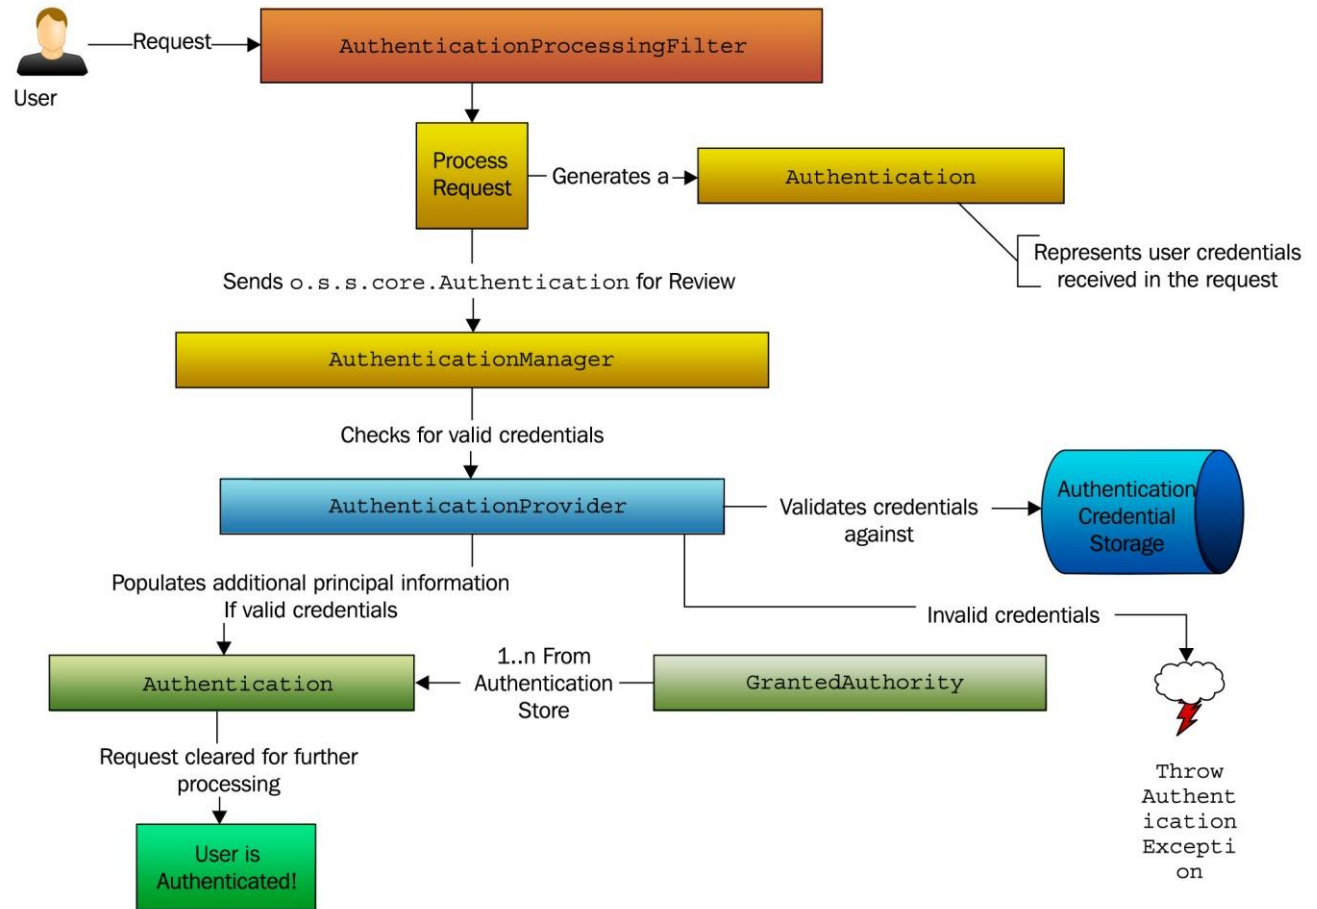 Request
AuthenticationProcessingFilter
User
Process
Request
Generates a
Authentication
Represents user credentials
received in the request
Sends o.s.s.core.Authentication for Review
AuthenticationManager
Checks for valid credentials
AuthenticationProvider
Validates credentials
against
Authentication
Credential
Storage
Populates additional principal information
If valid credentials
Invalid credentials
Authentication
1..n From
Authentication
Store
GrantedAuthority
Request cleared for further
processing
Throw
Authent
ication
Excepti
on
User is
Authenticated!